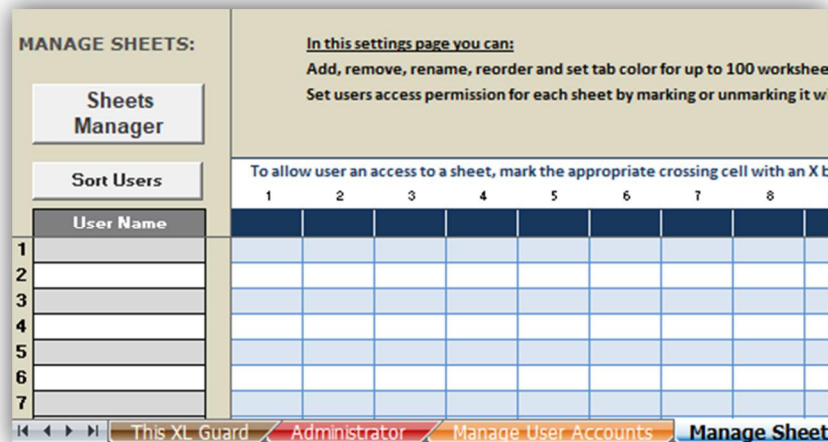 MANAGE SHEETS:
In this settings page you can:
Add, remove, rename, reorder and set tab color for up to 100 workshee
Set users access permission for each sheet by marking or unmarking it wi
Sheets
Manager
Sort Users
To allow user an access to a sheet, mark the appropriate crossing cell with an X b
1 2 3 4 5 6 7 8
User Name
1
2
3
4
5
6
7
This XL Guard Administrator Manage User Accounts Manage Sheet